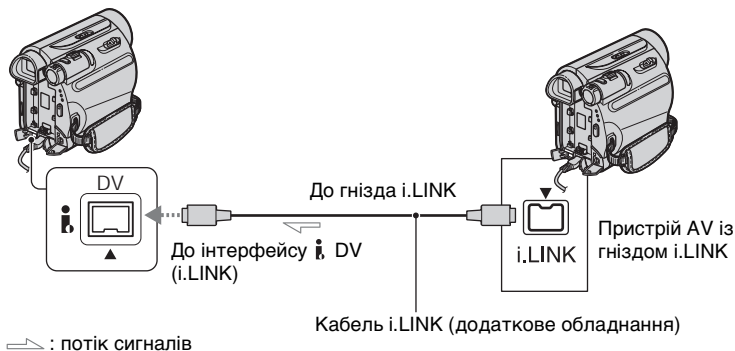 DV
До гнізда i.LINK
До інтерфейсу i DV
(i.LINK)
i.LINK
Пристрій AV із
гніздом i.LINK
Кабель i.LINK (додаткове обладнання)
: потік сигналів